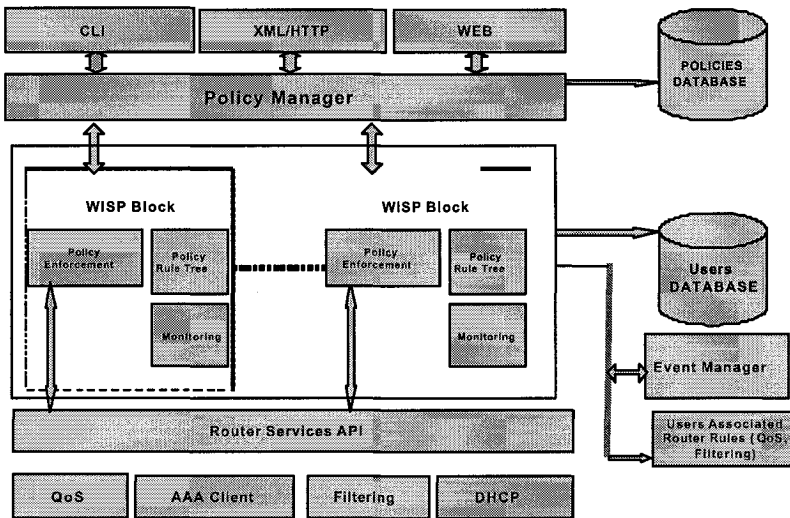 CLI
XML/HTTP
WEB
Policy Manager
POLICIES
DATABASE
WISP Block
WISP Block
Policy
Enforcement
Policy
Rule Tree
Policy
Enforcement
Policy
Rule Tree
Users
DATABASE
Monitoring
Monitoring
Event Manager
Router Services API
Users Associated
Router Rules (QoS,
Filtering)
QoS
AAA Client
Filtering
DHCP